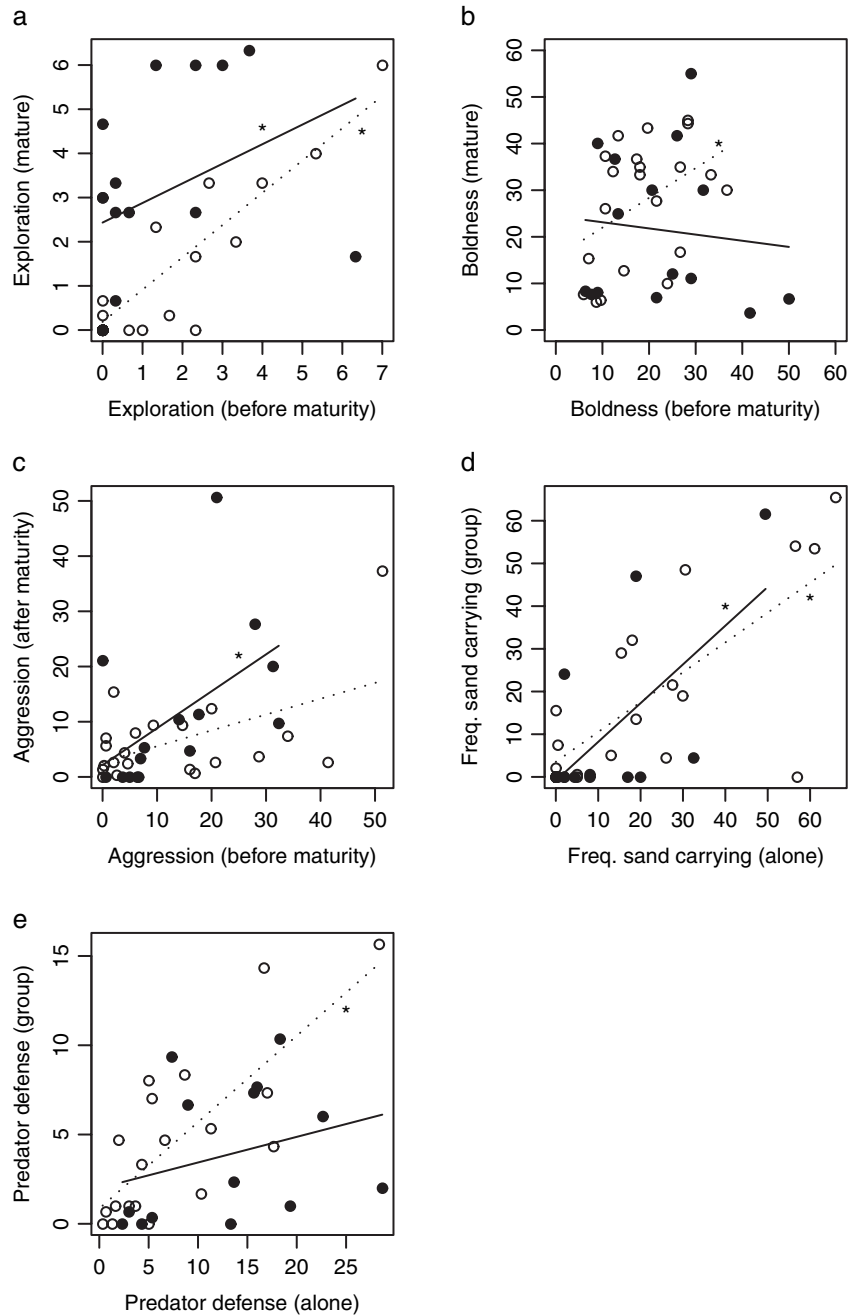 a
6
5
4
3
2
1
0
Exploration (mature)
*
*
0 1 2 3 4 5 6 7
Exploration (before maturity)
b
60
50
40
30
20
10
0
Boldness (mature)
*
0 10 20 30 40 50 60
Boldness (before maturity)
c
50
40
30
20
10
0
Aggression (after maturity)
*
0 10 20 30 40 50
Aggression (before maturity)
d
60
50
40
30
20
10
0
Freq. sand carrying (group)
*
*
0 10 20 30 40 50 60
Freq. sand carrying (alone)
e
15
10
5
0
Predator defense (group)
*
0 5 10 15 20 25
Predator defense (alone)